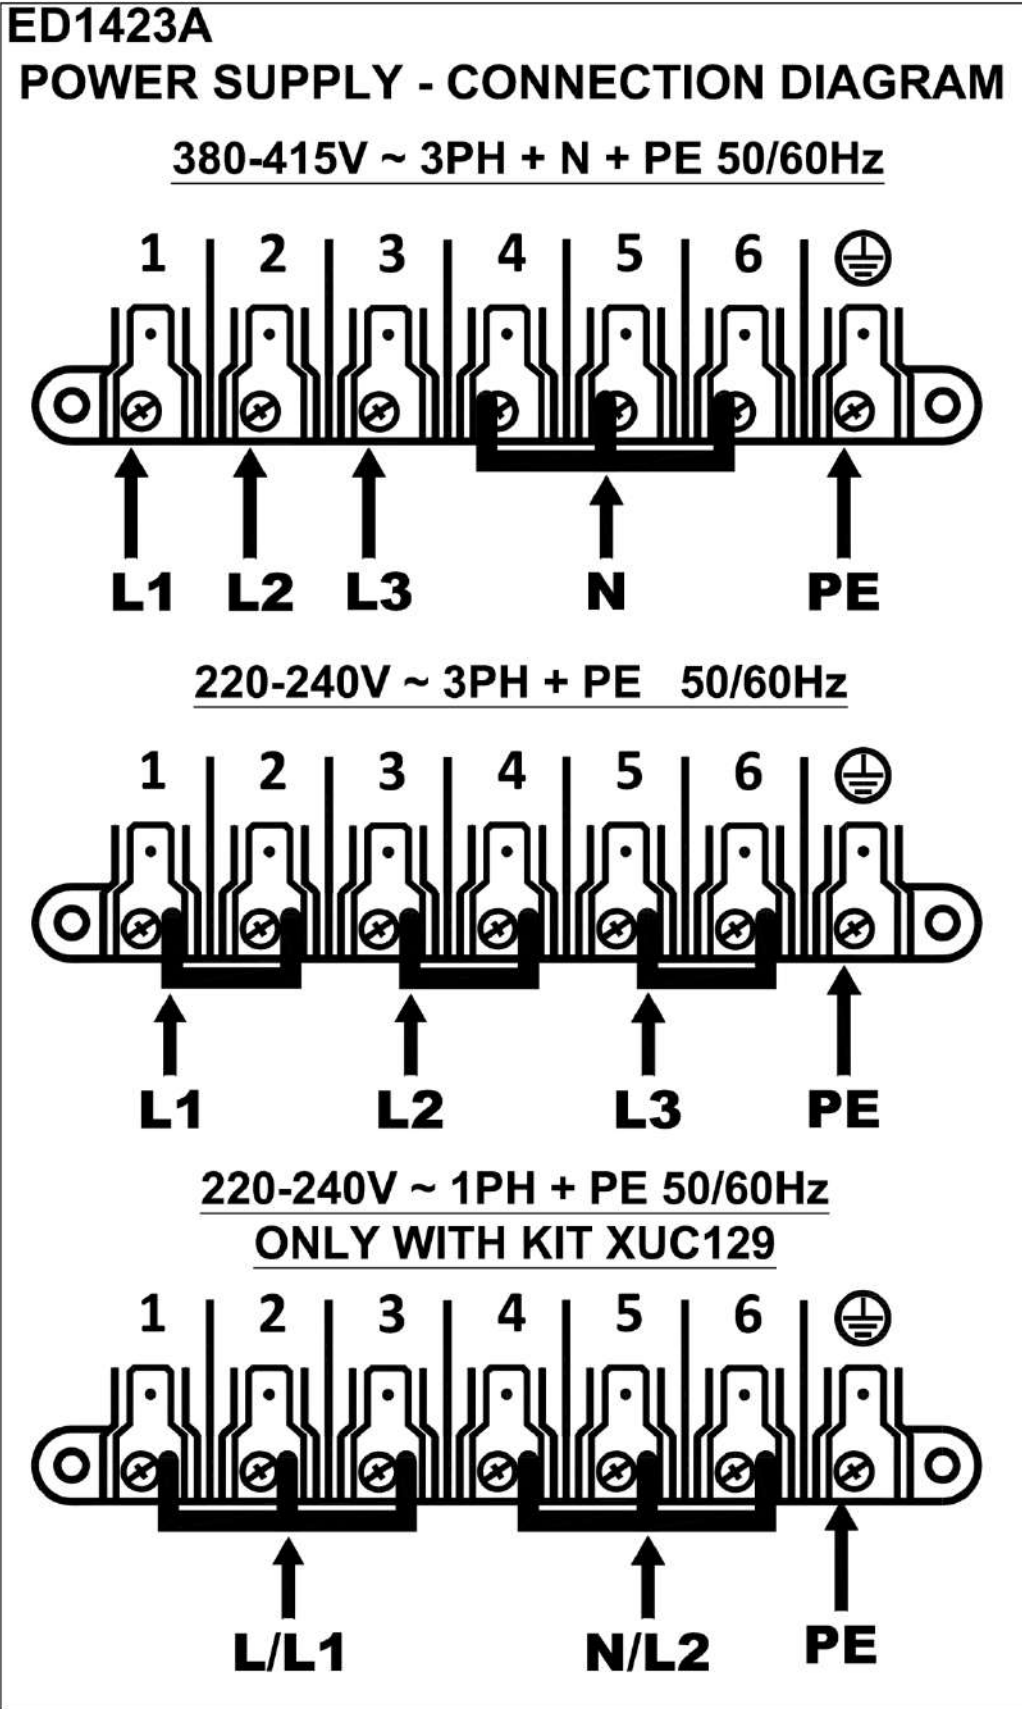 ED1423A
POWER SUPPLY - CONNECTION DIAGRAM
380-415V ~ 3PH + N + PE 50/60Hz
1 2 3 4 5 6
L1 L2 L3 N PE
220-240V ~ 3PH + PE 50/60Hz
1 2 3 4 5 6
L1 L2 L3 PE
220-240V ~ 1PH + PE 50/60Hz
ONLY WITH KIT XUC129
1 2 3 4 5 6
L/L1 N/L2 PE